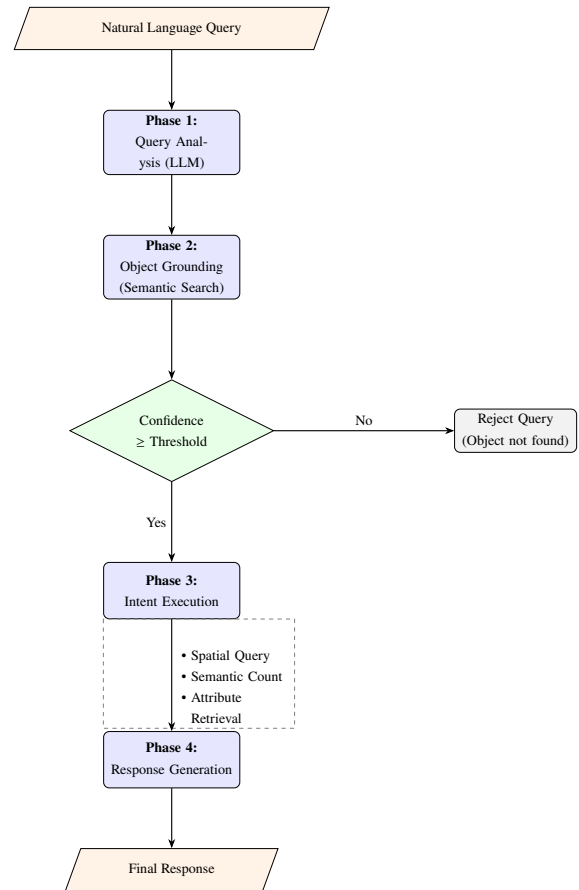 Natural Language Query
Phase 1:
Query Anal-
ysis (LLM)
Phase 2:
Object Grounding
(Semantic Search)
Confidence
≥ Threshold
No
Reject Query
(Object not found)
Yes
Phase 3:
Intent Execution
• Spatial Query
• Semantic Count
• Attribute
Retrieval
Phase 4:
Response Generation
Final Response